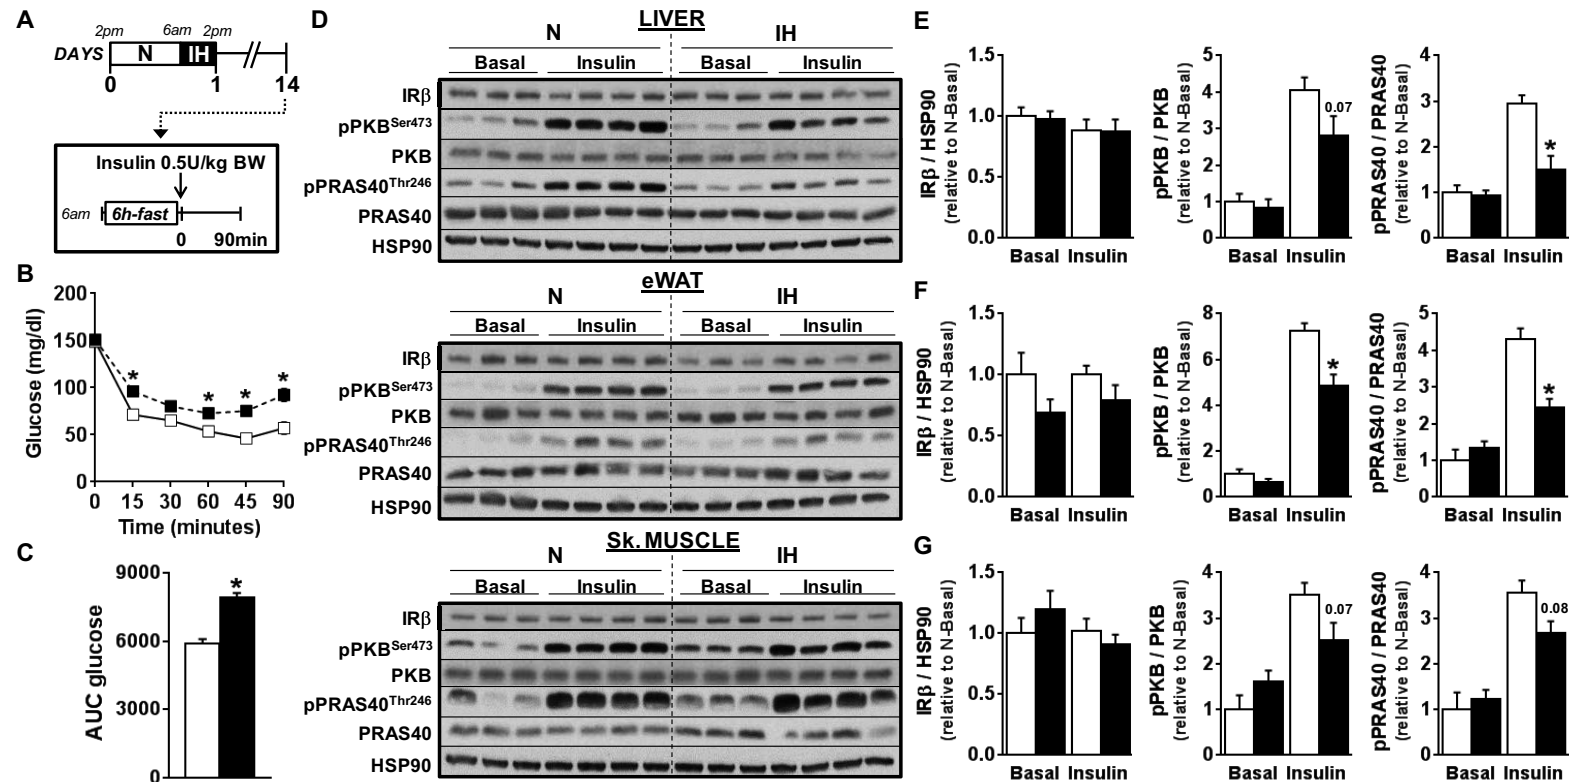 A
2pm 6am 2pm
DAYS N IH
0 1 14
Insulin 0.5U/kg BW
6am 6h-fast
0 90min
B
Glucose (mg/dl)
200
150
100
50
0
* * * *
0 15 30 60 45 90
Time (minutes)
C
AUC glucose
9000
6000
3000
0
*
D
LIVER
N IH
Basal Insulin Basal Insulin
IRβ
pPKBSer473
PKB
pPRAS40Thr246
PRAS40
HSP90
eWAT
N IH
Basal Insulin Basal Insulin
IRβ
pPKBSer473
PKB
pPRAS40Thr246
PRAS40
HSP90
Sk. MUSCLE
N IH
Basal Insulin Basal Insulin
IRβ
pPKBSer473
PKB
pPRAS40Thr246
PRAS40
HSP90
E
IRβ / HSP90
(relative to N-Basal)
1.5
1.0
0.5
0.0
Basal Insulin
pPKB / PKB
(relative to N-Basal)
5
4
3
2
1
0
0.07
Basal Insulin
pPRAS40 / PRAS40
(relative to N-Basal)
4
3
2
1
0
*
Basal Insulin
F
IRβ / HSP90
(relative to N-Basal)
1.5
1.0
0.5
0.0
Basal Insulin
pPKB / PKB
(relative to N-Basal)
8
6
4
2
0
*
Basal Insulin
pPRAS40 / PRAS40
(relative to N-Basal)
5
4
3
2
1
0
*
Basal Insulin
G
IRβ / HSP90
(relative to N-Basal)
1.5
1.0
0.5
0.0
Basal Insulin
pPKB / PKB
(relative to N-Basal)
4
3
2
1
0
0.07
Basal Insulin
pPRAS40 / PRAS40
(relative to N-Basal)
4
3
2
1
0
0.08
Basal Insulin